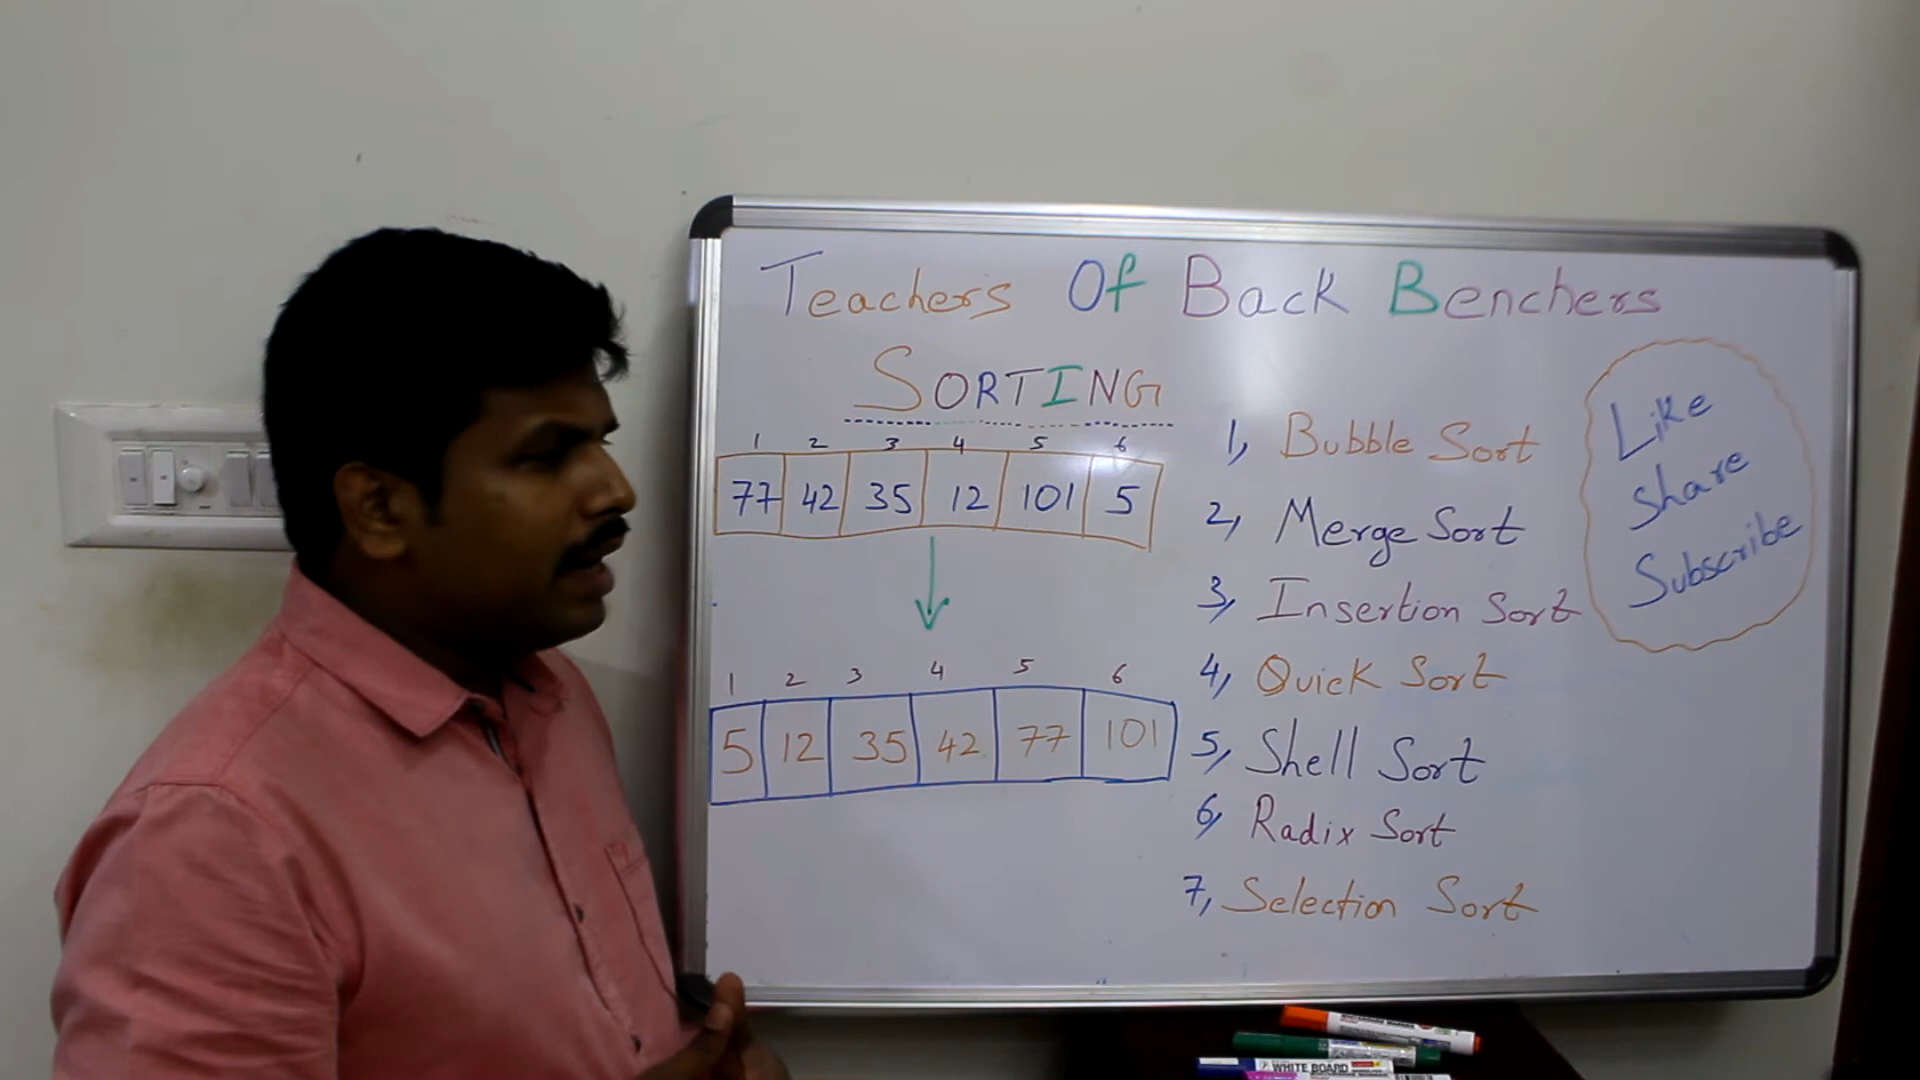 Teachers Of Back Benchers
SORTING
1 2 3 4 5 6
77 42 35 12 101 5
1 2 3 4 5 6
5 12 35 42 77 101
1, Bubble Sort
2, Merge Sort
3, Insertion Sort
4, Quick Sort
5, Shell Sort
6, Radix Sort
7, Selection Sort
Like
Share
Subscribe
WHITE BOARD